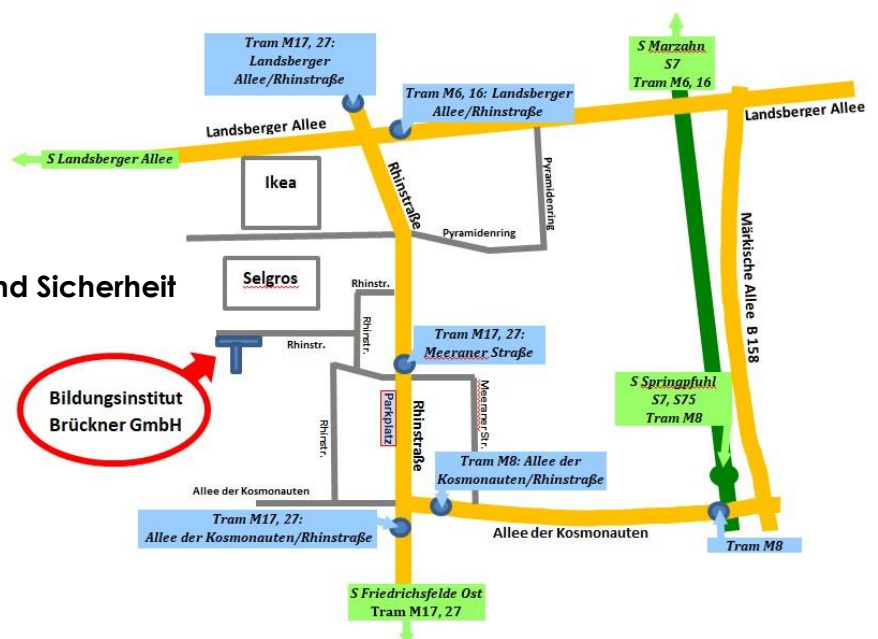 Tram M17, 27:
Landsberger
Allee/Rhinstraße
S Marzahn
S7
Tram M6, 16
Tram M6, 16: Landsberger
Allee/Rhinstraße
Landsberger Allee
Landsberger Allee
S Landsberger Allee
Ikea
Rhinstraße
Pyramidenring
Pyramidenring
Märkische Allee B 158
nd Sicherheit
Selgros
Rhinstr.
Rhinstr.
Rhinstr.
Tram M17, 27:
Meeraner Straße
Bildungsinstitut
Brückner GmbH
S Springpfuhl
S7, S75
Tram M8
Parkplatz
Rhinstraße
Meeraner Str.
Rhinstr.
Tram M8: Allee der
Kosmonauten/Rhinstraße
Allee der Kosmonauten
Tram M17, 27:
Allee der Kosmonauten/Rhinstraße
Allee der Kosmonauten
Tram M8
S Friedrichsfelde Ost
Tram M17, 27